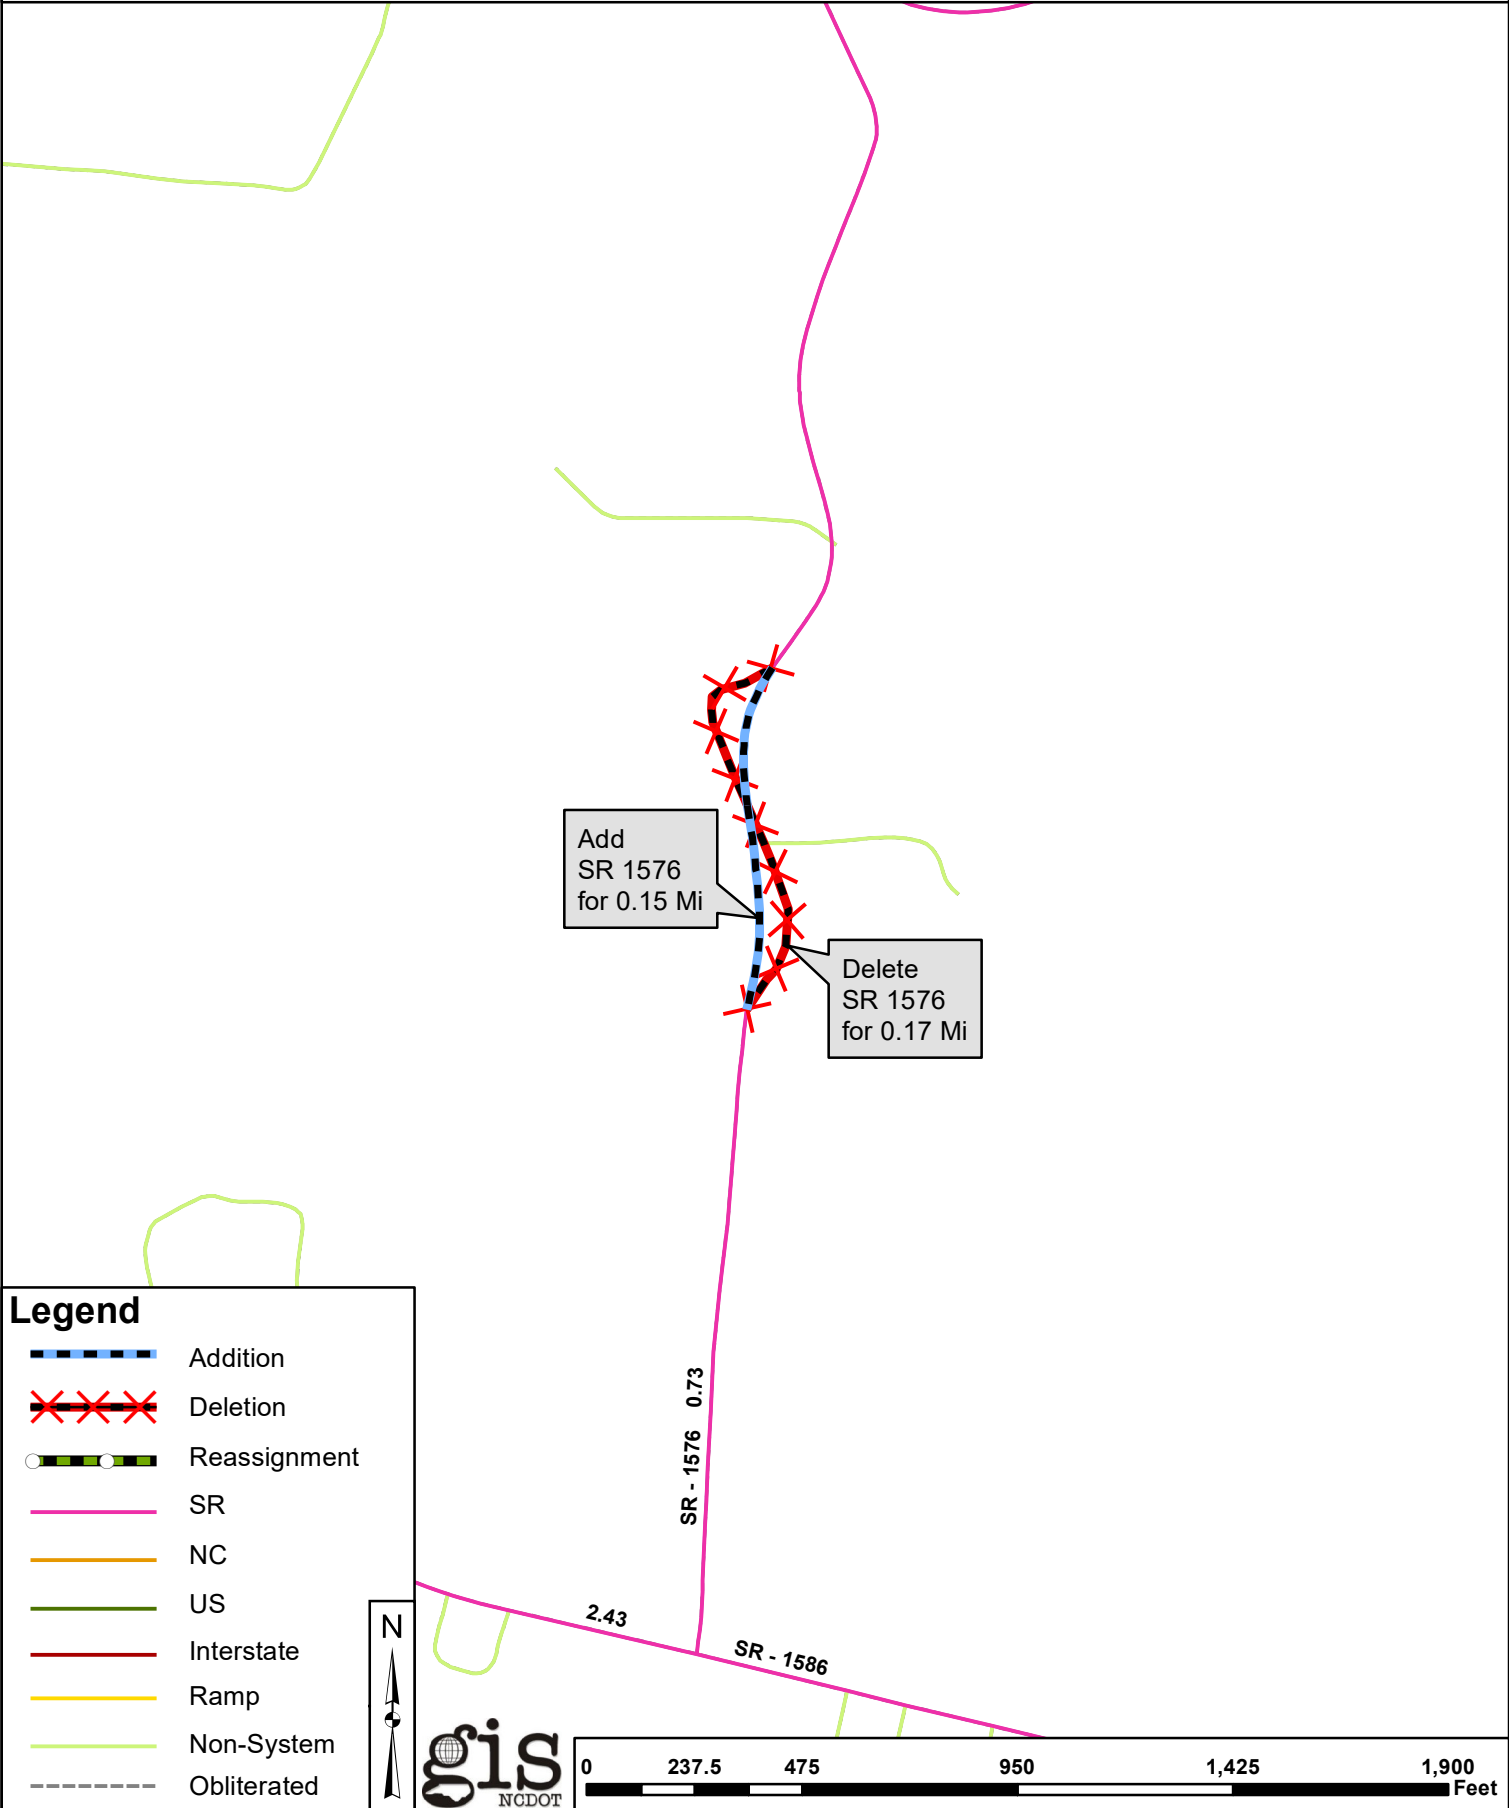 Add
SR 1576
for 0.15 Mi
Delete
SR 1576
for 0.17 Mi
SR - 1576 0.73
2.43
SR - 1586
Legend
Addition
Deletion
Reassignment
SR
NC
US
Interstate
Ramp
Non-System
Obliterated
N
gis
NCDOT
0 237.5 475 950 1,425 1,900
Feet